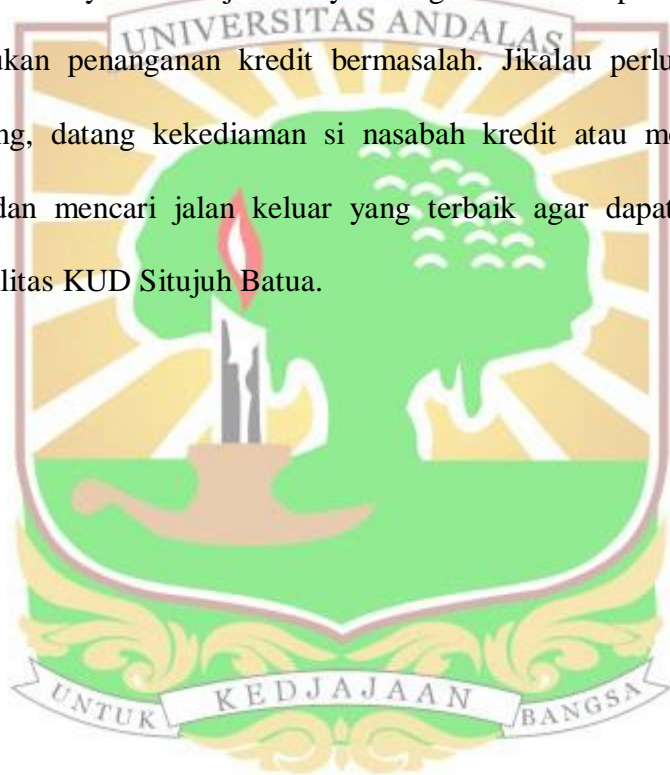 UNIVERSITAS ANDALAS
ukan penanganan kredit bermasalah. Jikalau perlu
ng, datang kekediaman si nasabah kredit atau m
dan mencari jalan keluar yang terbaik agar dapat
litas KUD Situjuh Batua.
UNTUK KEDJAJAAN BANGSA